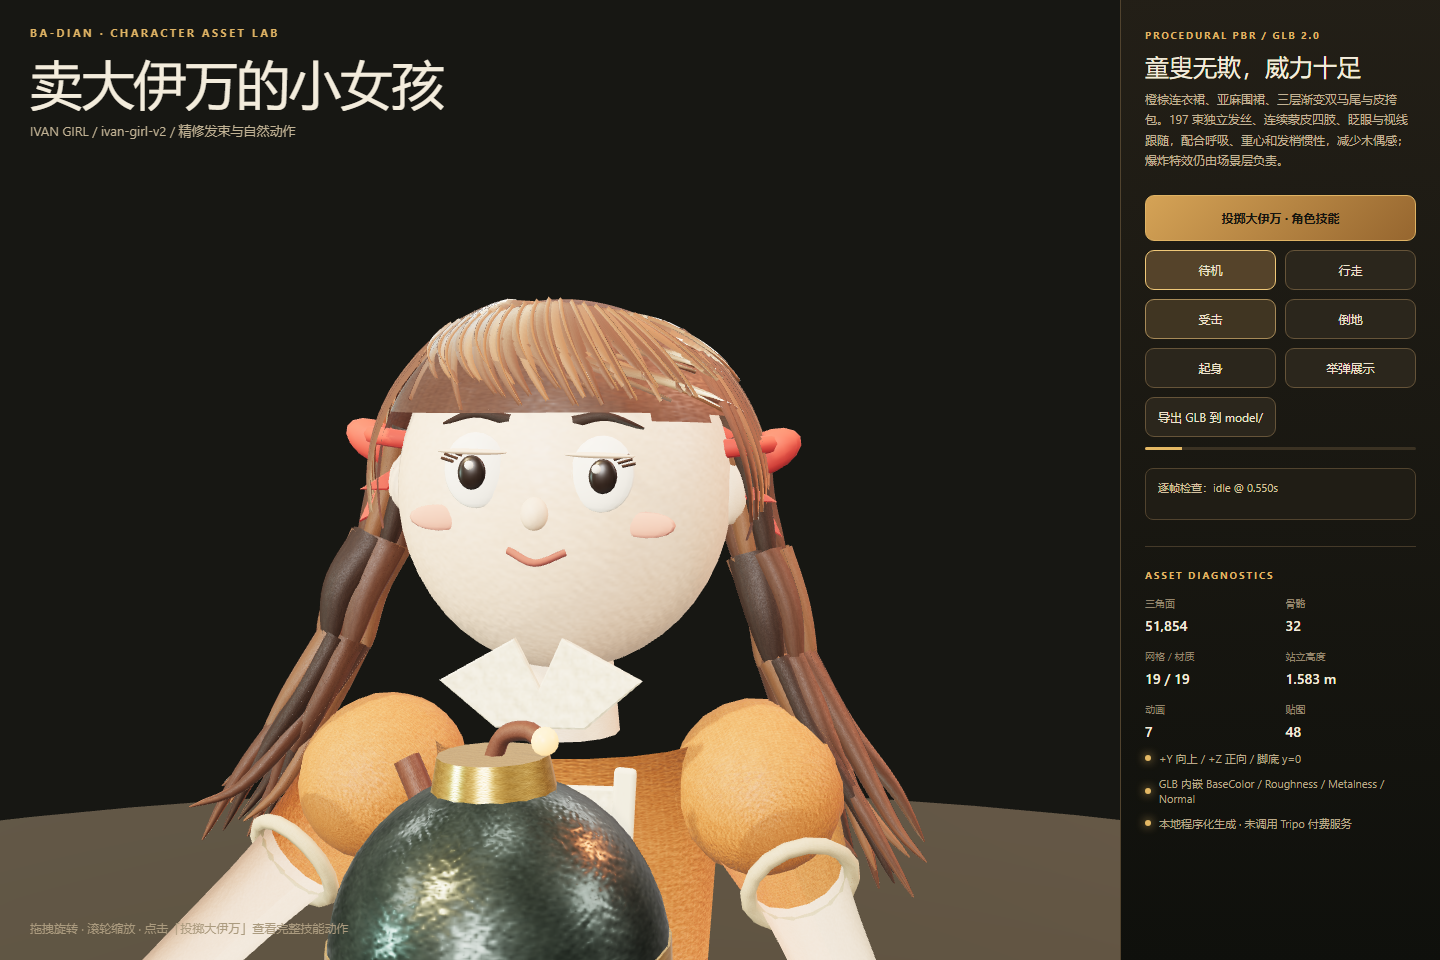 BA-DIAN · CHARACTER ASSET LAB
卖大伊万的小女孩
IVAN GIRL / ivan-girl-v2 / 精修发束与自然动作
拖拽旋转 · 滚轮缩放 · 点击「投掷大伊万」查看完整技能动作
PROCEDURAL PBR / GLB 2.0
童叟无欺，威力十足
橙棕连衣裙、亚麻围裙、三层渐变双马尾与皮挎
包。197 束独立发丝、连续蒙皮四肢、眨眼与视线
跟随，配合呼吸、重心和发梢惯性，减少木偶感；
爆炸特效仍由场景层负责。
投掷大伊万 · 角色技能
待机
行走
受击
倒地
起身
举弹展示
导出 GLB 到 model/
逐帧检查：idle @ 0.550s
ASSET DIAGNOSTICS
三角面
骨骼
51,854
32
网格 / 材质
站立高度
19 / 19
1.583 m
动画
贴图
7
48
+Y 向上 / +Z 正向 / 脚底 y=0
GLB 内嵌 BaseColor / Roughness / Metalness /
Normal
本地程序化生成 · 未调用 Tripo 付费服务